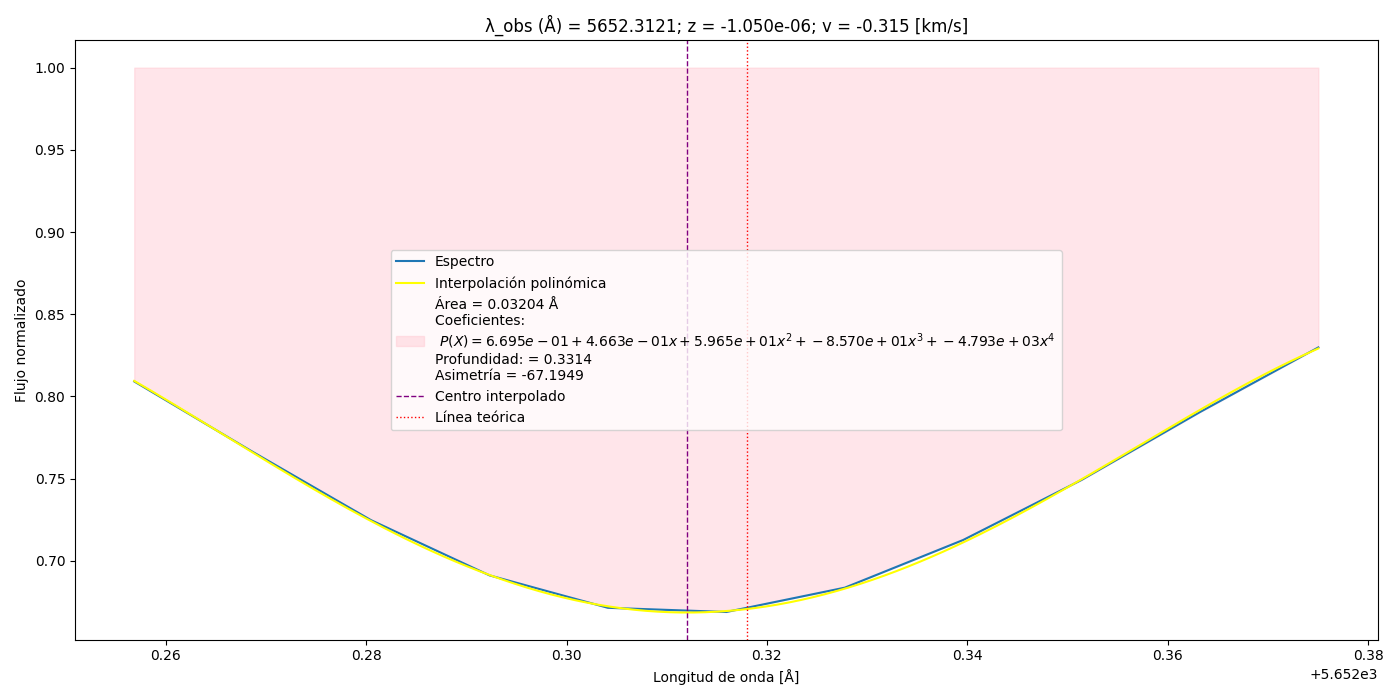 λ_obs (Å) = 5652.3121; z = -1.050e-06; v = -0.315 [km/s]
Flujo normalizado
1.00
0.95
0.90
0.85
0.80
0.75
0.70
Espectro
Interpolación polinómica
Área = 0.03204 Å
Coeficientes:
P(X) = 6.695e − 01 + 4.663e − 01x + 5.965e + 01x² + −8.570e + 01x³ + −4.793e + 03x⁴
Profundidad: = 0.3314
Asimetría = -67.1949
Centro interpolado
Línea teórica
0.26 0.28 0.30 0.32 0.34 0.36 0.38
+5.652e3
Longitud de onda [Å]